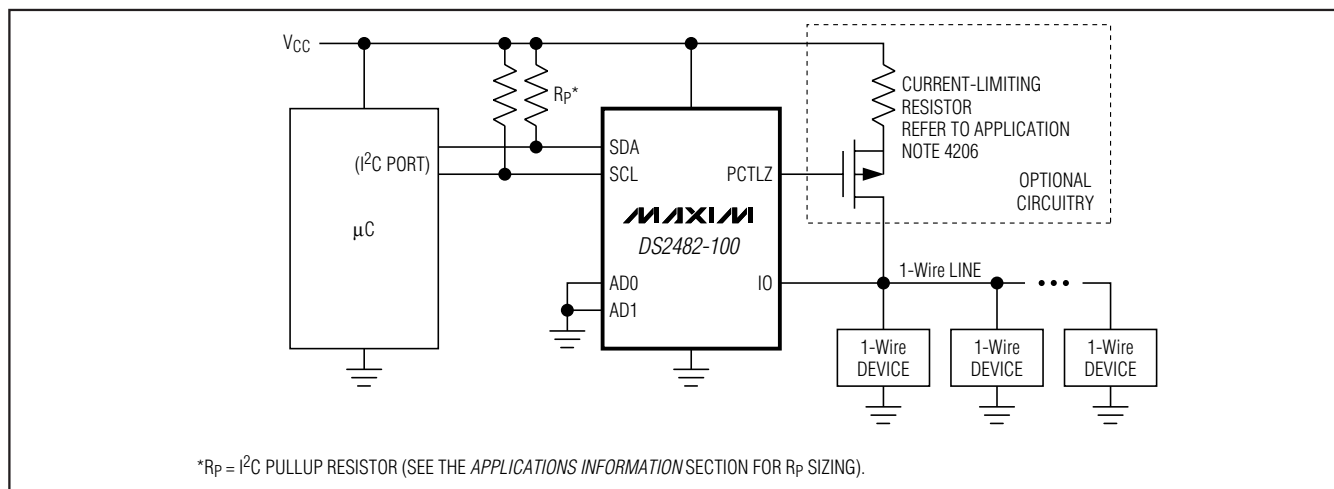 VCC
RP*
CURRENT-LIMITING
RESISTOR
REFER TO APPLICATION
NOTE 4206
OPTIONAL
CIRCUITRY
(I²C PORT)
µC
SDA
SCL
PCTLZ
MAXIM
DS2482-100
AD0
AD1
IO
1-Wire LINE
1-Wire
DEVICE
1-Wire
DEVICE
1-Wire
DEVICE
*RP = I²C PULLUP RESISTOR (SEE THE APPLICATIONS INFORMATION SECTION FOR RP SIZING).